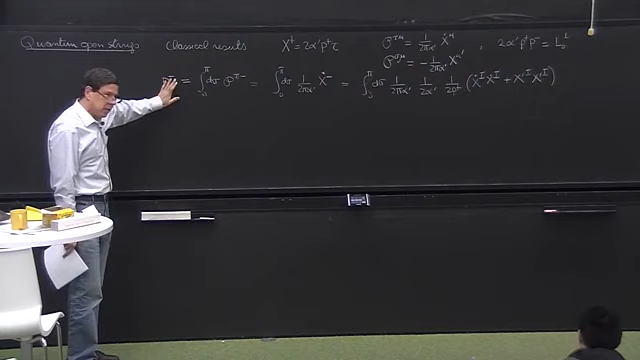 Quantum open strings   Classical results   X⁺ = 2α'p⁺τ   𝒫^{τμ} = 1/(2πα') Ẋ^μ , 2α'p⁺p⁻ = L₀^⊥
𝒫^{σμ} = -1/(2πα') X^μ'
= ∫₀^π dσ 𝒫^{τ-} = ∫₀^π dσ 1/(2πα') Ẋ⁻ = ∫₀^π dσ 1/(2πα') 1/(2α') 1/(2p⁺) (Ẋ^I Ẋ^I + X'^I X'^I)